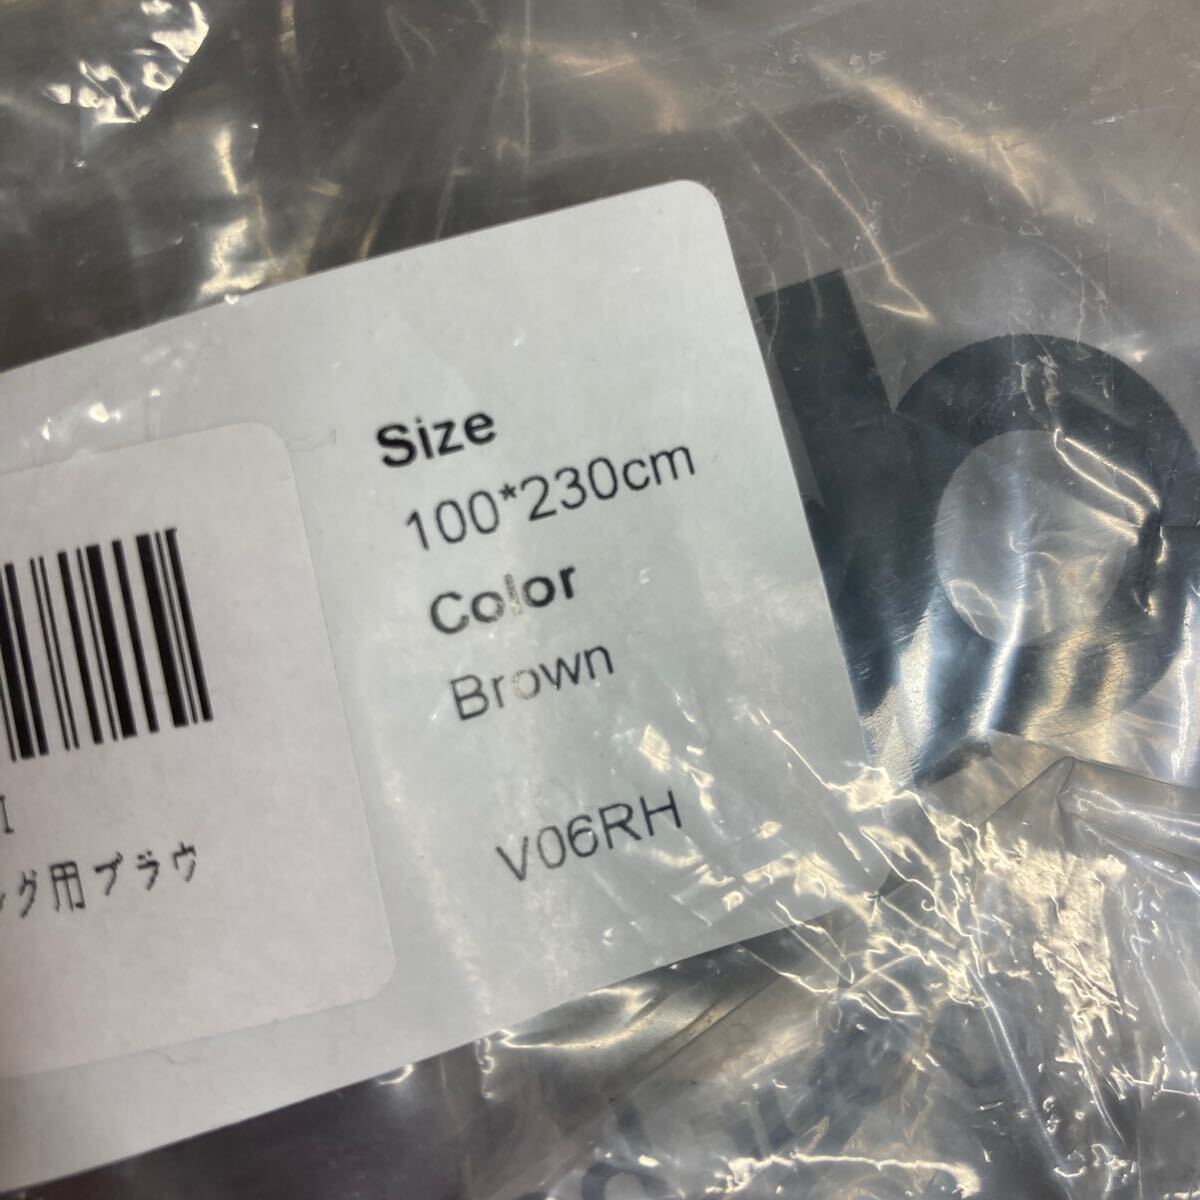 Size
100*230cm
Color
Brown
V06RH
I
グ用ブラウ
b